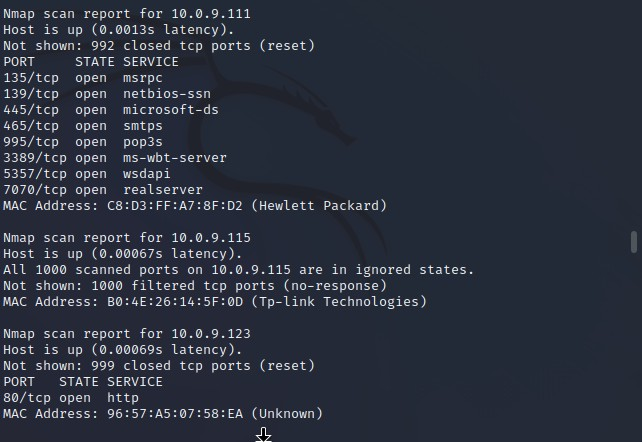 Nmap scan report for 10.0.9.111
Host is up (0.0013s latency).
Not shown: 992 closed tcp ports (reset)
PORT     STATE SERVICE
135/tcp  open  msrpc
139/tcp  open  netbios-ssn
445/tcp  open  microsoft-ds
465/tcp  open  smtps
995/tcp  open  pop3s
3389/tcp open  ms-wbt-server
5357/tcp open  wsdapi
7070/tcp open  realserver
MAC Address: C8:D3:FF:A7:8F:D2 (Hewlett Packard)

Nmap scan report for 10.0.9.115
Host is up (0.00067s latency).
All 1000 scanned ports on 10.0.9.115 are in ignored states.
Not shown: 1000 filtered tcp ports (no-response)
MAC Address: B0:4E:26:14:5F:0D (Tp-link Technologies)

Nmap scan report for 10.0.9.123
Host is up (0.00069s latency).
Not shown: 999 closed tcp ports (reset)
PORT   STATE SERVICE
80/tcp open  http
MAC Address: 96:57:A5:07:58:EA (Unknown)